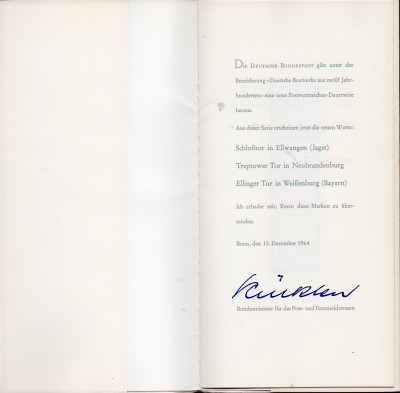 Die Deutsche Bundespost gibt unter der
Bezeichnung »Deutsche Bauwerke aus zwölf Jahr-
hunderten« eine neue Postwertzeichen-Dauerserie
heraus.
Aus dieser Serie erscheinen jetzt die ersten Werte:
Schloßtor in Ellwangen (Jagst)
Treptower Tor in Neubrandenburg
Ellinger Tor in Weißenburg (Bayern)
Ich erlaube mir, Ihnen diese Marken zu über-
senden.
Bonn, den 15. Dezember 1964
Bundesminister für das Post- und Fernmeldewesen